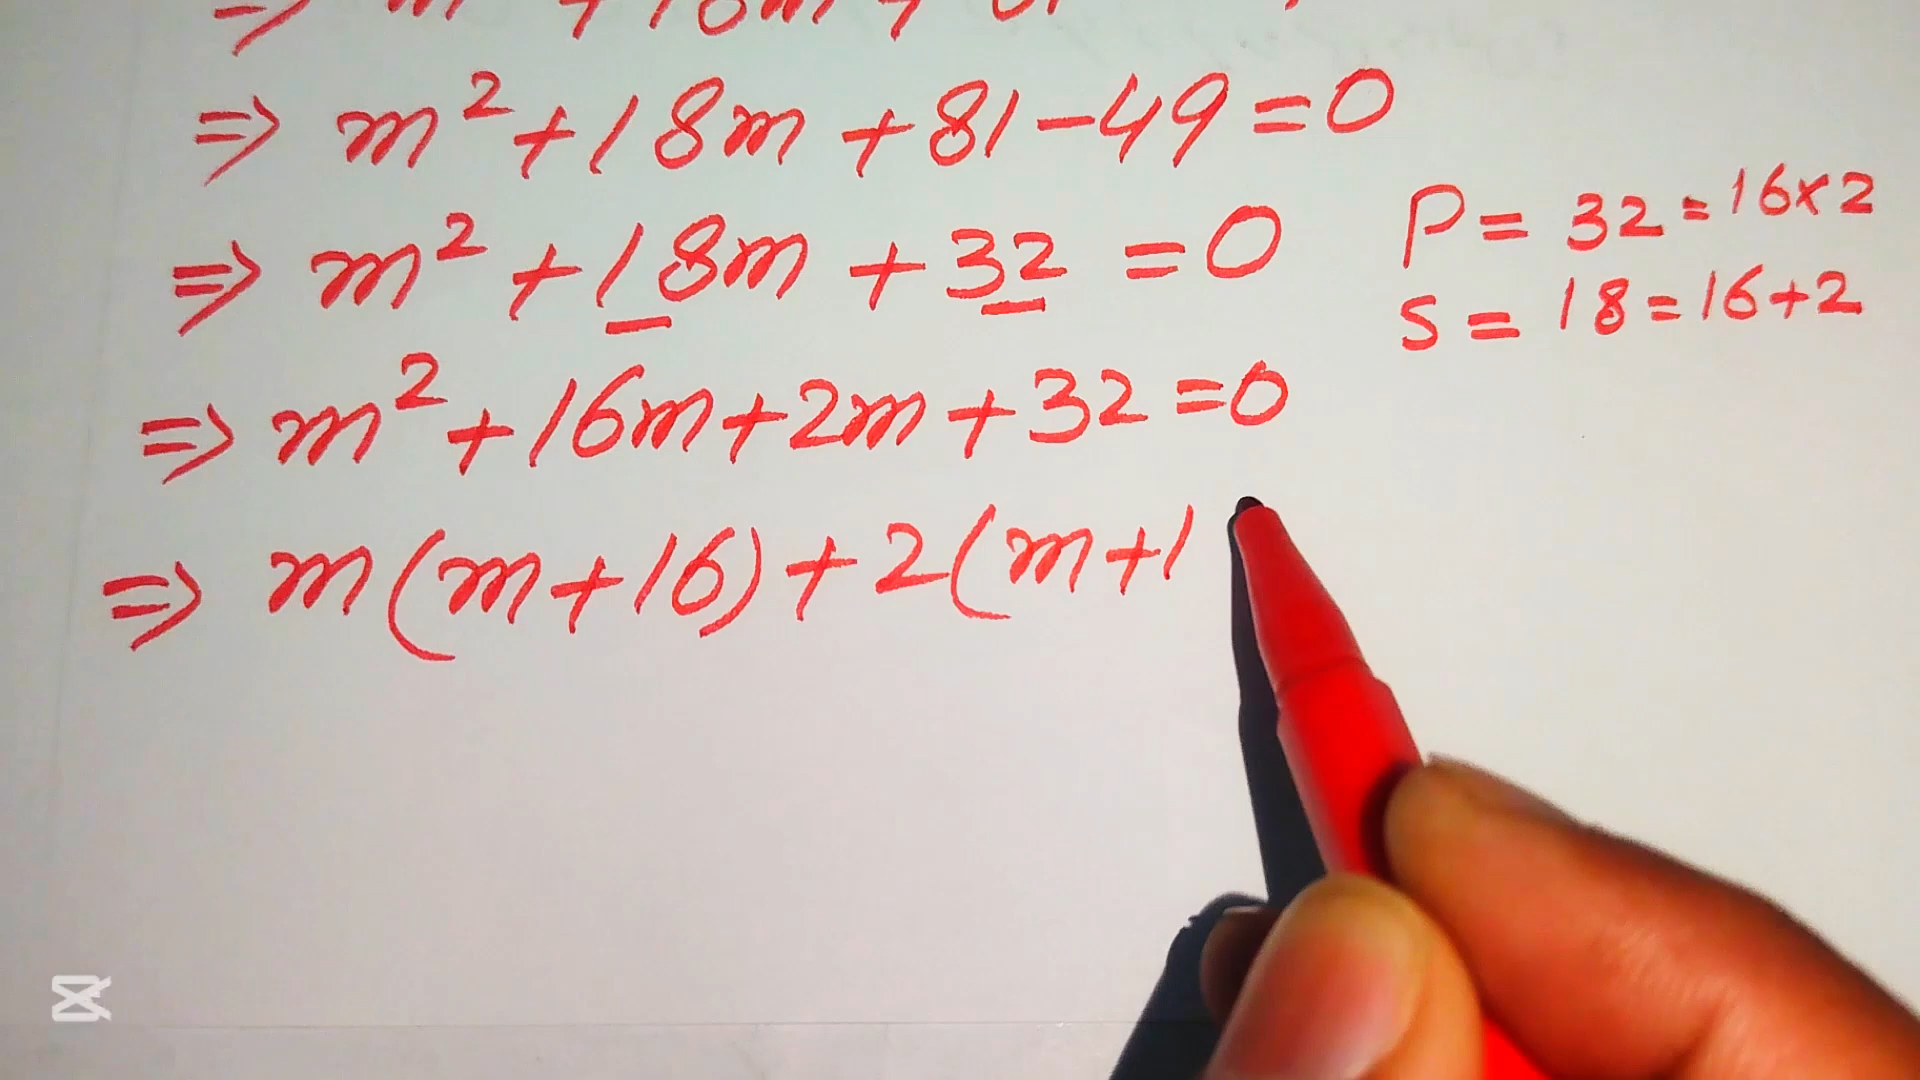 ⇒ m² + 18m + 81 - 49 = 0
⇒ m² + 18m + 32 = 0
P = 32 = 16×2
S = 18 = 16+2
⇒ m² + 16m + 2m + 32 = 0
⇒ m(m+16) + 2(m+1